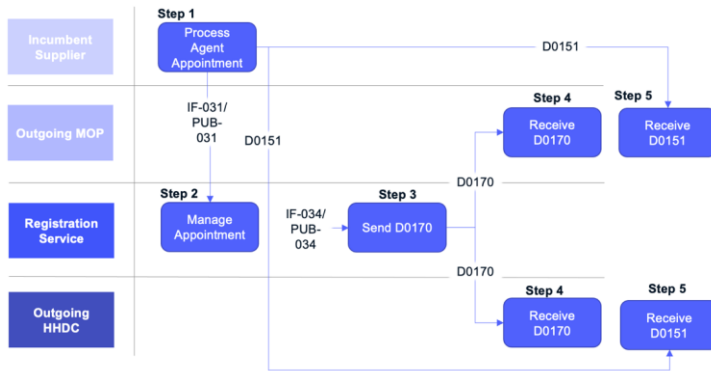 Step 1
Incumbent
Supplier
Process
Agent
Appointment
D0151
IF-031/
PUB-
031
D0151
Outgoing MOP
Step 4
Step 5
Receive
D0170
Receive
D0151
D0170
Step 2
Step 3
Registration
Service
Manage
Appointment
IF-034/
PUB-
034
Send D0170
D0170
Step 4
Step 5
Outgoing
HHDC
Receive
D0170
Receive
D0151